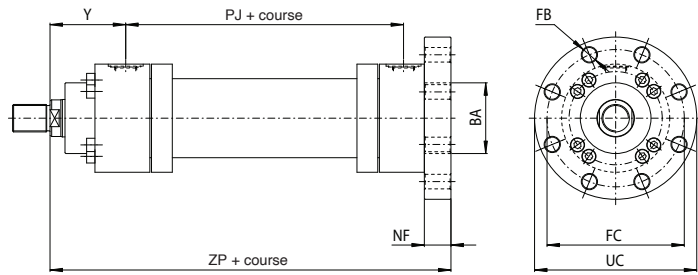 Y
PJ + course
FB
BA
NF
FC
ZP + course
UC